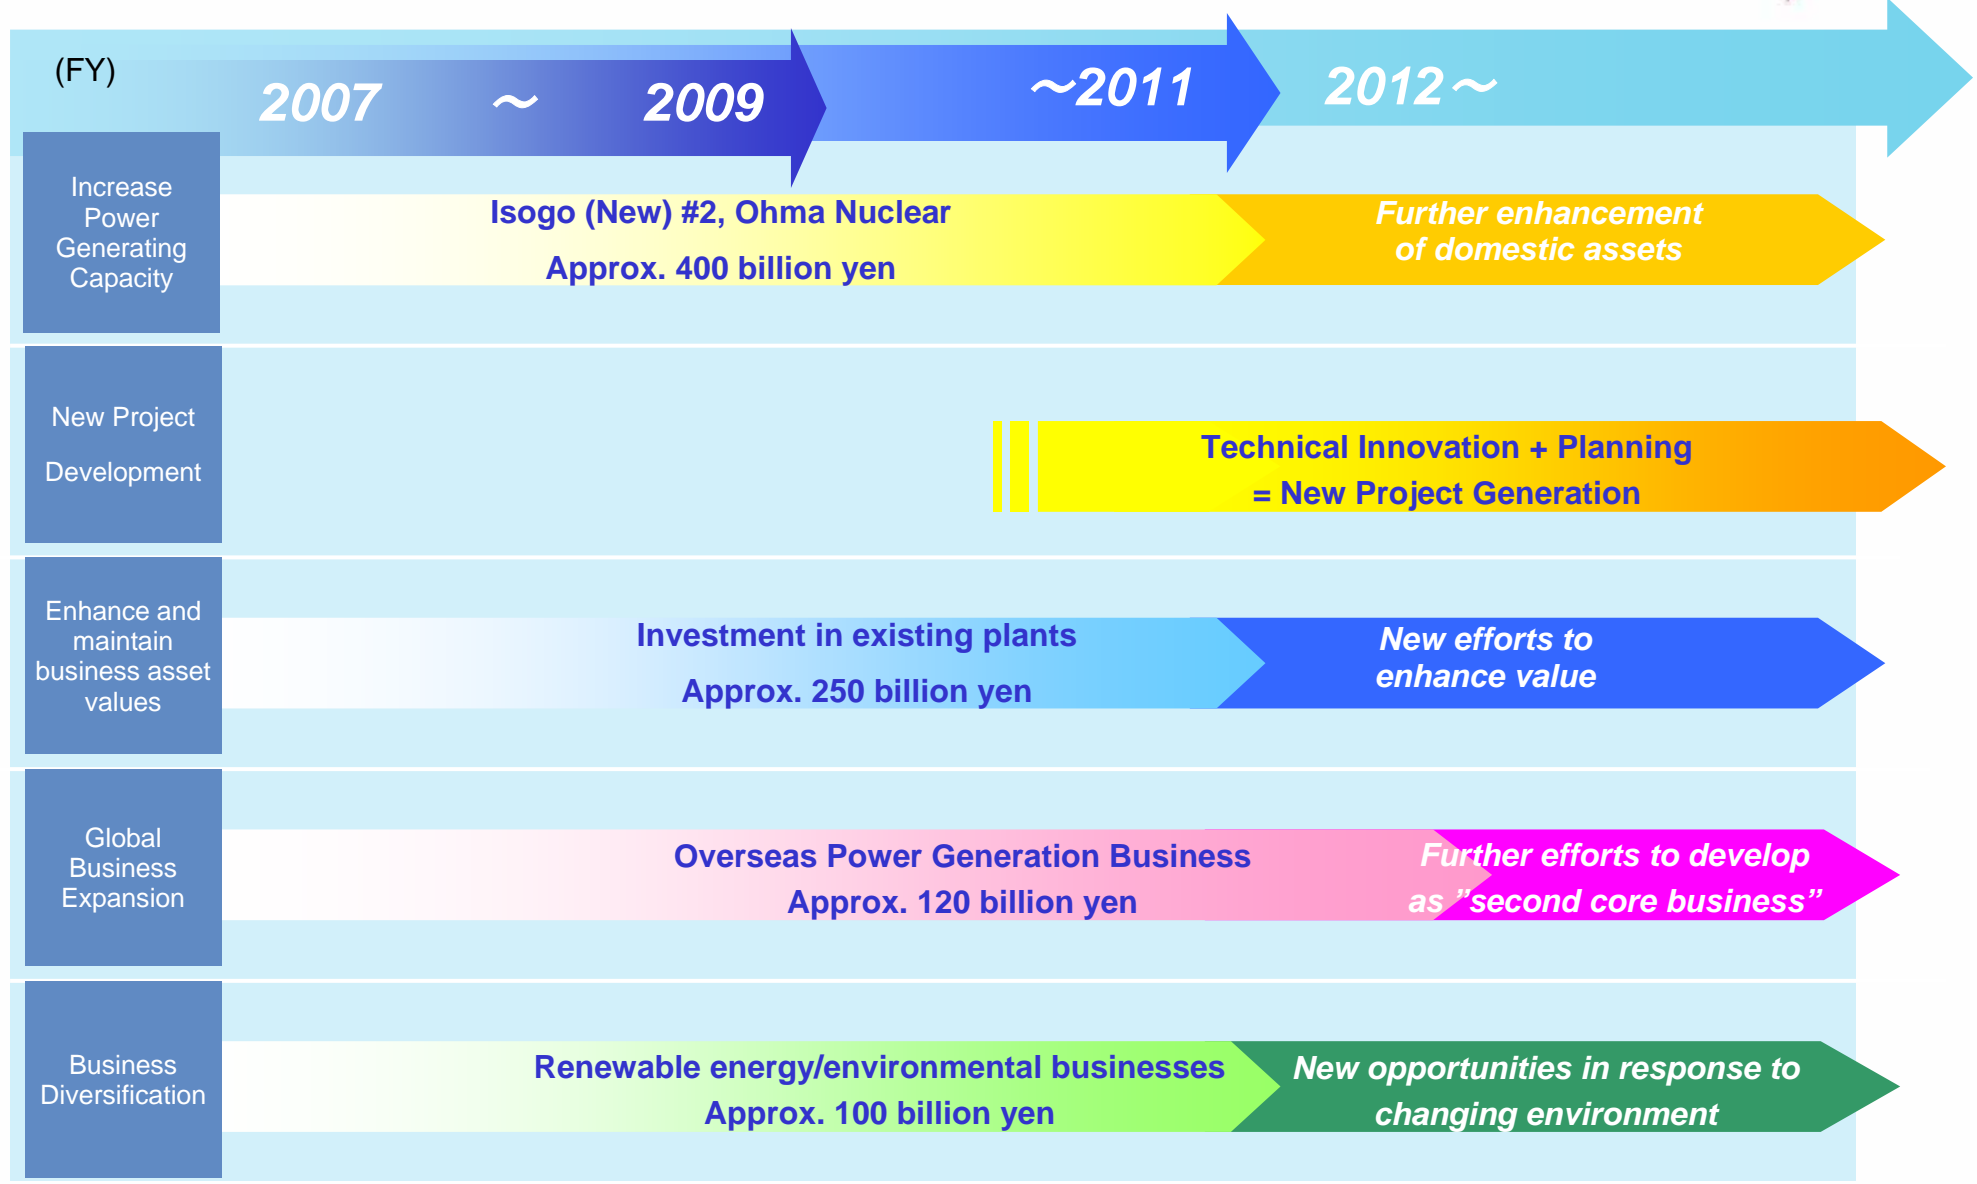 (FY)
2007 ～ 2009
～2011
2012～
Increase
Power
Generating
Capacity
Isogo (New) #2, Ohma Nuclear
Approx. 400 billion yen
Further enhancement
of domestic assets
New Project
Development
Technical Innovation + Planning
= New Project Generation
Enhance and
maintain
business asset
values
Investment in existing plants
Approx. 250 billion yen
New efforts to
enhance value
Global
Business
Expansion
Overseas Power Generation Business
Approx. 120 billion yen
Further efforts to develop
as ”second core business”
Business
Diversification
Renewable energy/environmental businesses
Approx. 100 billion yen
New opportunities in response to
changing environment